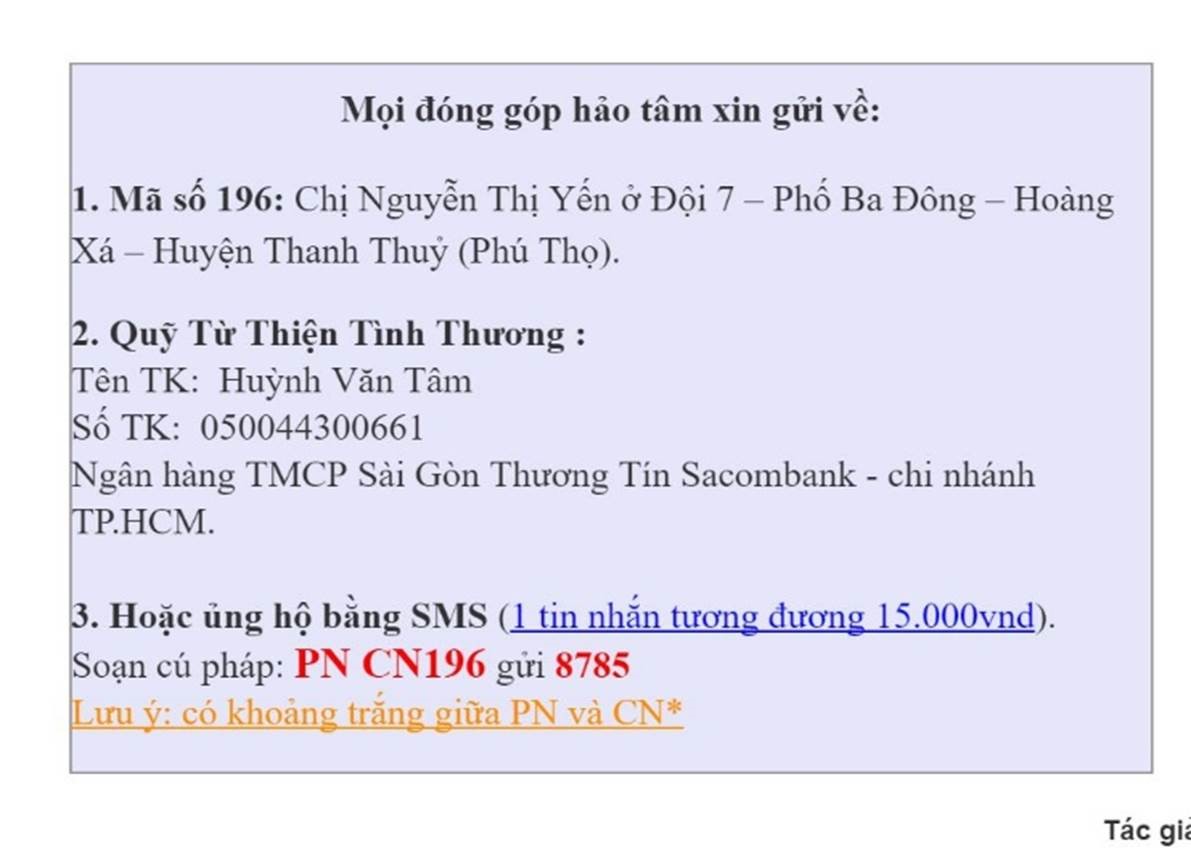 Mọi đóng góp hảo tâm xin gửi về:
1. Mã số 196: Chị Nguyễn Thị Yến ở Đội 7 – Phố Ba Đông – Hoàng
Xá – Huyện Thanh Thuỷ (Phú Thọ).
2. Quỹ Từ Thiện Tình Thương :
Tên TK: Huỳnh Văn Tâm
Số TK: 050044300661
Ngân hàng TMCP Sài Gòn Thương Tín Sacombank - chi nhánh
TP.HCM.
3. Hoặc ủng hộ bằng SMS (1 tin nhắn tương đương 15.000vnd).
Soạn cú pháp: PN CN196 gửi 8785
Lưu ý: có khoảng trắng giữa PN và CN*
Tác giả